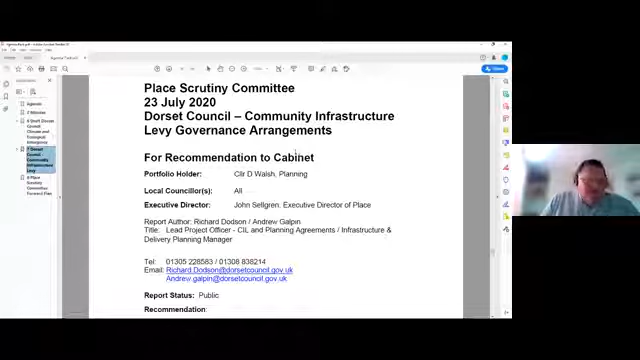 Agenda
Place Scrutiny Committee
23 July 2020
Dorset Council – Community Infrastructure
Levy Governance Arrangements
For Recommendation to Cabinet
Portfolio Holder: Cllr D Walsh, Planning
Local Councillor(s): All
Executive Director: John Sellgren, Executive Director of Place
Report Author: Richard Dodson / Andrew Galpin
Title: Lead Project Officer - CIL and Planning Agreements / Infrastructure &
Delivery Planning Manager
Tel: 01305 228583 / 01308 838214
Email: Richard.Dodson@dorsetcouncil.gov.uk
Andrew.galpin@dorsetcouncil.gov.uk
Report Status: Public
Recommendation: